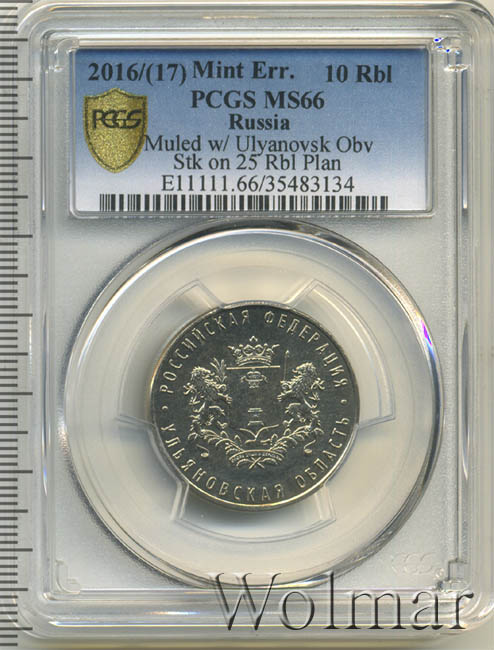 2016/(17) Mint Err. 10 Rbl
PCGS MS66
Russia
Muled w/ Ulyanovsk Obv
Stk on 25 Rbl Plan
E11111.66/35483134
PCGS
РОССИЙСКАЯ ФЕДЕРАЦИЯ
УЛЬЯНОВСКАЯ ОБЛАСТЬ
PCGS
Wolmar